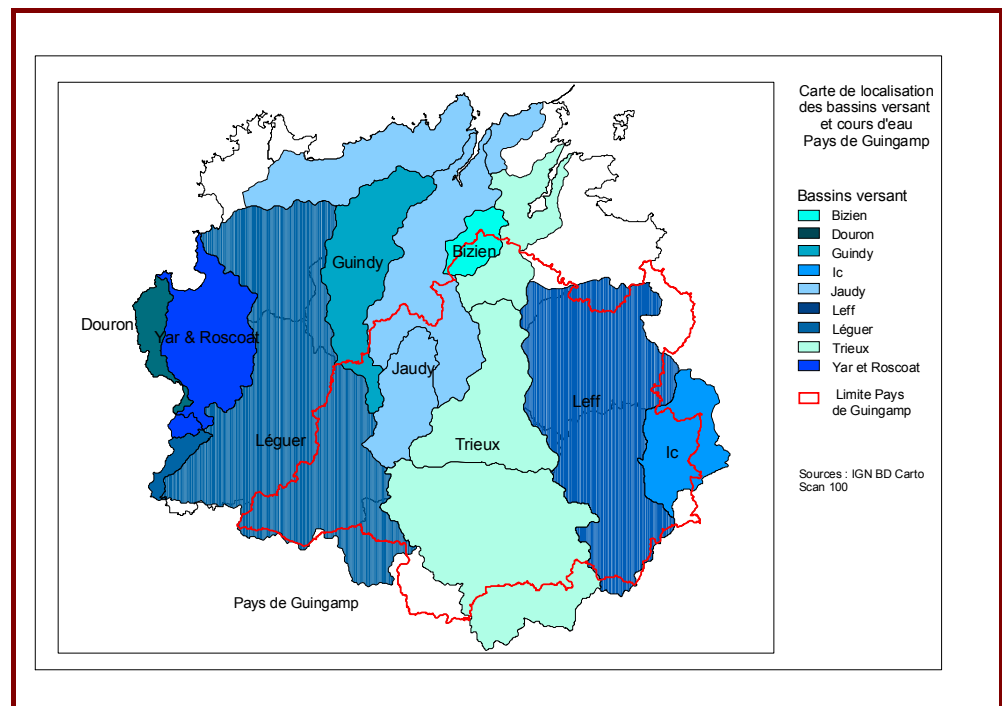 Carte de localisation
des bassins versant
et cours d'eau
Pays de Guingamp
Bassins versant
Bizien
Douron
Guindy
Ic
Jaudy
Leff
Léguer
Trieux
Yar et Roscoat
Limite Pays
de Guingamp
Sources : IGN BD Carto
Scan 100
Bizien
Guindy
Douron
Yar & Roscoat
Jaudy
Leff
Léguer
Trieux
Ic
Pays de Guingamp